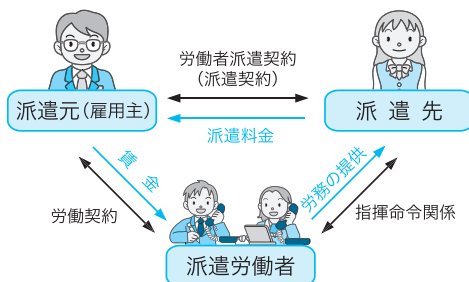 労働者派遣契約
(派遣契約)
派遣元(雇用主)
派遣先
派遣料金
賃金
労務の提供
労働契約
指揮命令関係
派遣労働者